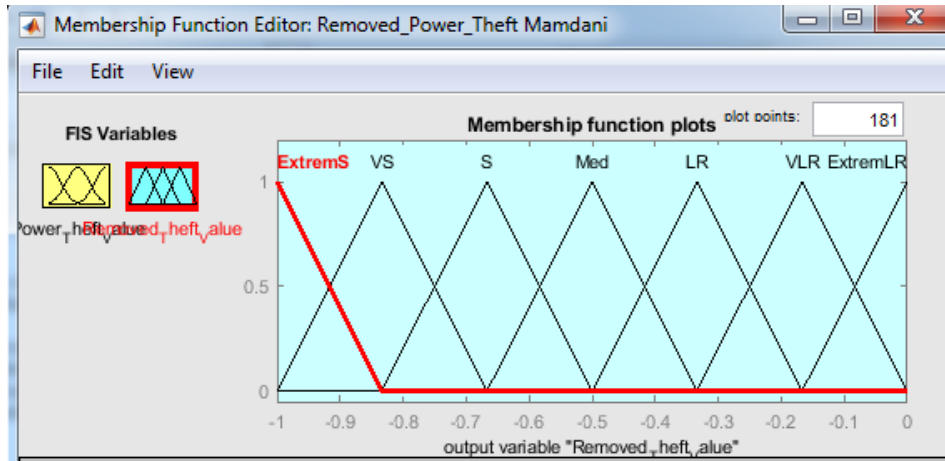 Membership Function Editor: Removed_Power_Theft Mamdani
File Edit View
FIS Variables
Membership function plots
plot points:
181
ExtremS VS S Med LR VLR ExtremLR
1
0.5
0
-1 -0.9 -0.8 -0.7 -0.6 -0.5 -0.4 -0.3 -0.2 -0.1 0
output variable "Removed_Theft_Value"